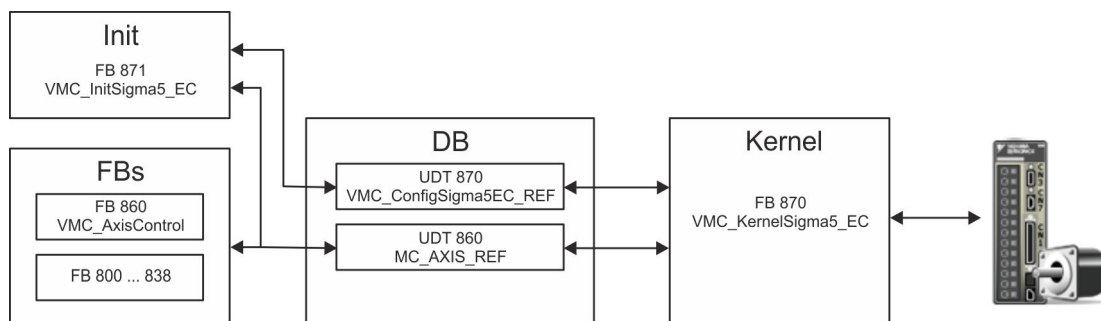 Init
FB 871
VMC_InitSigma5_EC
FBs
FB 860
VMC_AxisControl
FB 800 ... 838
DB
UDT 870
VMC_ConfigSigma5EC_REF
UDT 860
MC_AXIS_REF
Kernel
FB 870
VMC_KernelSigma5_EC